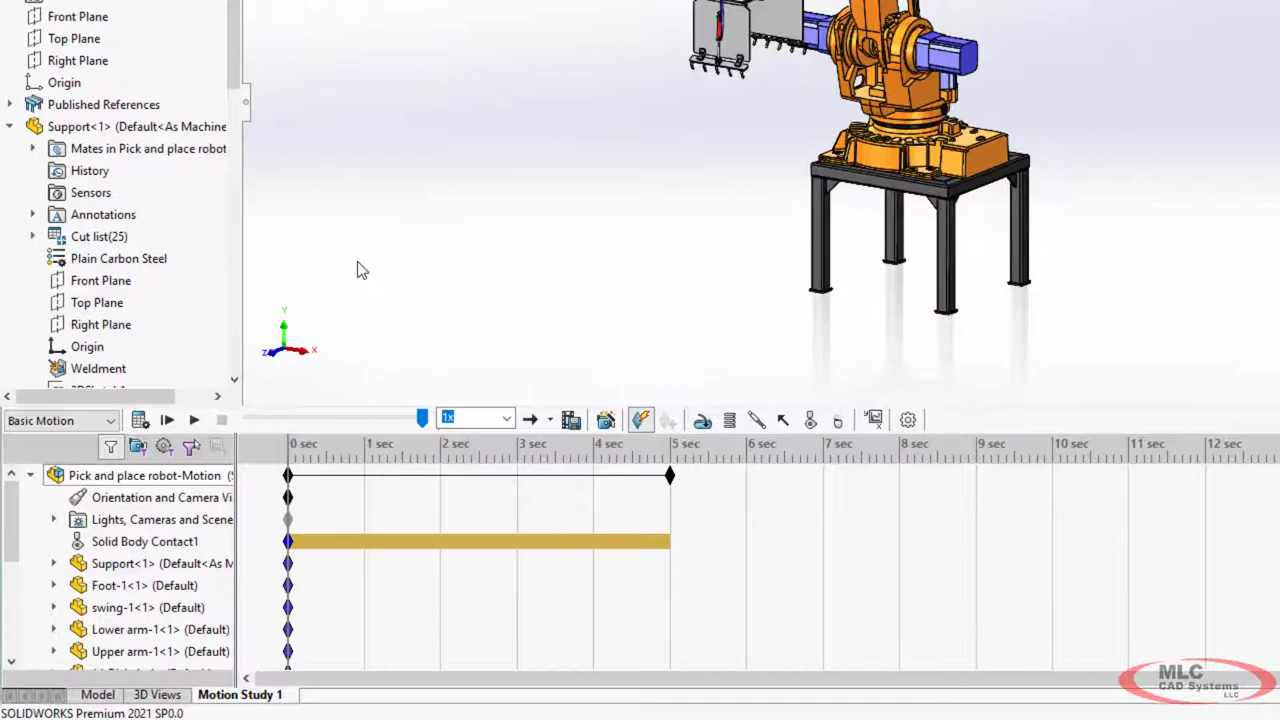 Front Plane
Top Plane
Right Plane
Origin
Published References
Support<1> (Default<As Machine
Mates in Pick and place robot
History
Sensors
Annotations
Cut list(25)
Plain Carbon Steel
Front Plane
Top Plane
Right Plane
Origin
Weldment
Y
Z
X
Basic Motion
1x
0 sec
1 sec
2 sec
3 sec
4 sec
5 sec
6 sec
7 sec
8 sec
9 sec
10 sec
11 sec
12 sec
Pick and place robot-Motion (
Orientation and Camera Vi
Lights, Cameras and Scene
Solid Body Contact1
Support<1> (Default<As M
Foot-1<1> (Default)
swing-1<1> (Default)
Lower arm-1<1> (Default)
Upper arm-1<1> (Default)
Model
3D Views
Motion Study 1
MLC
CAD Systems
LLC
SOLIDWORKS Premium 2021 SP0.0